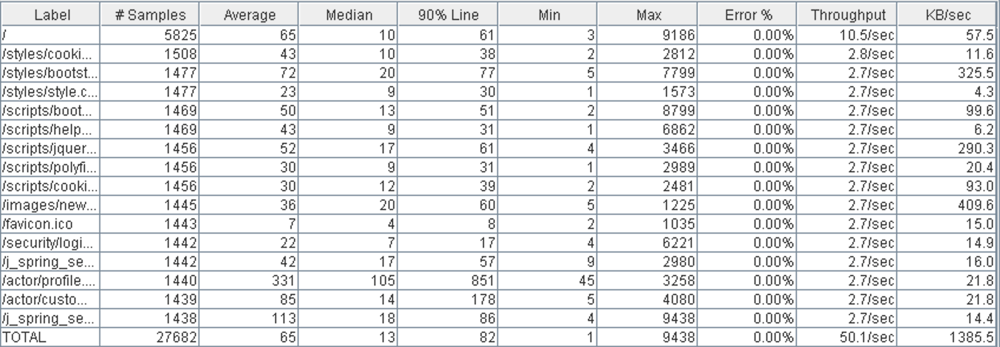 Label # Samples Average Median 90% Line Min Max Error % Throughput KB/sec
/ 5825 65 10 61 3 9186 0.00% 10.5/sec 57.5
/styles/cooki... 1508 43 10 38 2 2812 0.00% 2.8/sec 11.6
/styles/bootst... 1477 72 20 77 5 7799 0.00% 2.7/sec 325.5
/styles/style.c... 1477 23 9 30 1 1573 0.00% 2.7/sec 4.3
/scripts/boot... 1469 50 13 51 2 8799 0.00% 2.7/sec 99.6
/scripts/help... 1469 43 9 31 1 6862 0.00% 2.7/sec 6.2
/scripts/jquer... 1456 52 17 61 4 3466 0.00% 2.7/sec 290.3
/scripts/polyfi... 1456 30 9 31 1 2989 0.00% 2.7/sec 20.4
/scripts/cooki... 1456 30 12 39 2 2481 0.00% 2.7/sec 93.0
/images/new... 1445 36 20 60 5 1225 0.00% 2.7/sec 409.6
/favicon.ico 1443 7 4 8 2 1035 0.00% 2.7/sec 15.0
/security/logi... 1442 22 7 17 4 6221 0.00% 2.7/sec 14.9
/j_spring_se... 1442 42 17 57 9 2980 0.00% 2.7/sec 16.0
/actor/profile.... 1440 331 105 851 45 3258 0.00% 2.7/sec 21.8
/actor/custo... 1439 85 14 178 5 4080 0.00% 2.7/sec 21.8
/j_spring_se... 1438 113 18 86 4 9438 0.00% 2.7/sec 14.4
TOTAL 27682 65 13 82 1 9438 0.00% 50.1/sec 1385.5